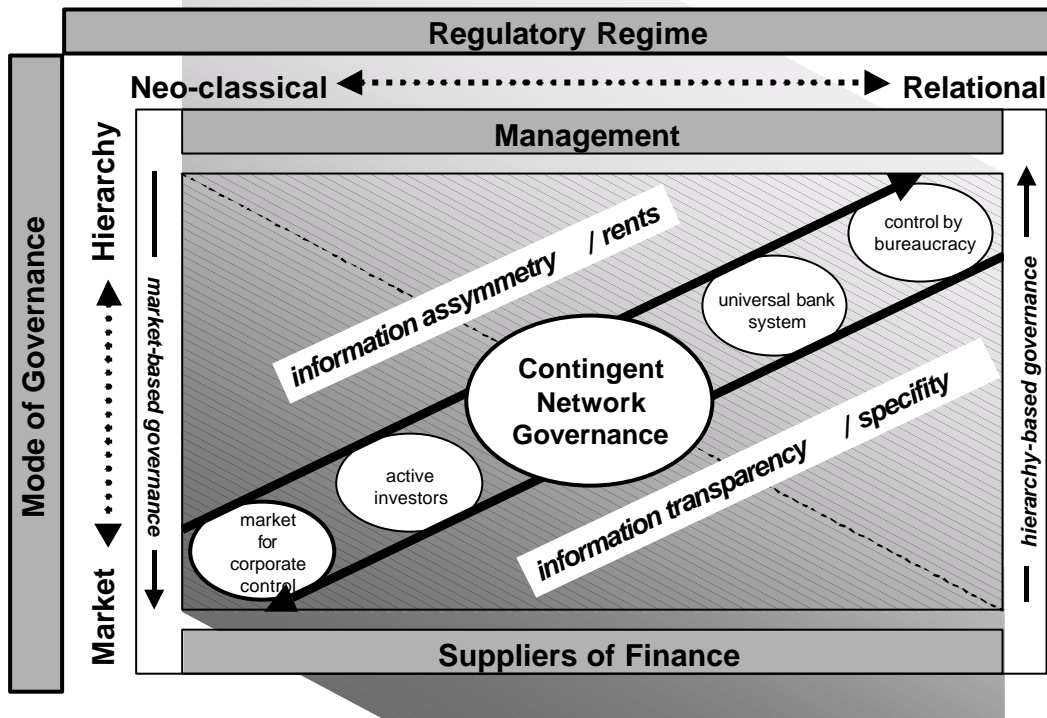 Regulatory Regime
Neo-classical
Relational
Mode of Governance
Hierarchy
Market
Management
market-based governance
hierarchy-based governance
information assymmetry / rents
control by
bureaucracy
universal bank
system
Contingent
Network
Governance
active
investors
market
for
corporate
control
information transparency / specifity
Suppliers of Finance